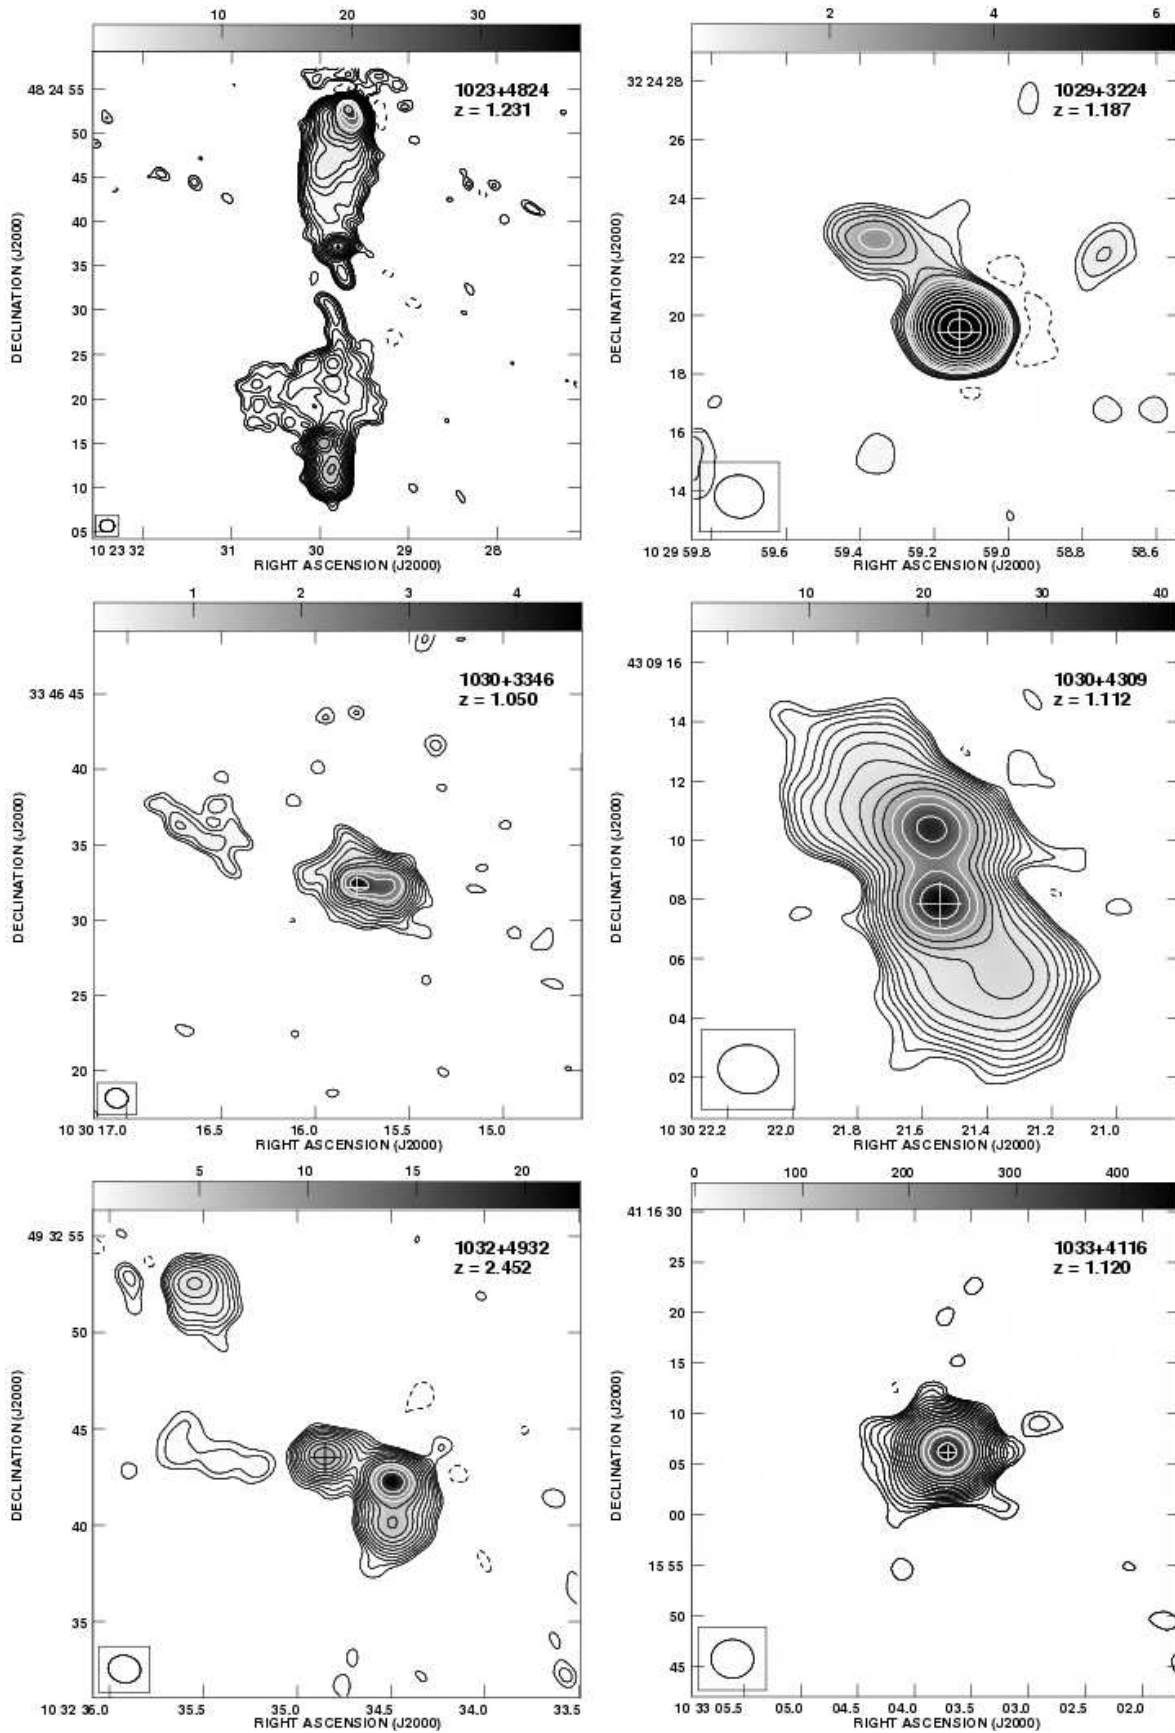 10 20 30
48 24 55
1023+4824
z = 1.231
50
45
40
35
30
25
20
15
10
05
DECLINATION (J2000)
10 23 32 31 30 29 28
RIGHT ASCENSION (J2000)
2 4 6
32 24 28
1029+3224
z = 1.187
26
24
22
20
18
16
14
DECLINATION (J2000)
10 29 59.8 59.6 59.4 59.2 59.0 58.8 58.6
RIGHT ASCENSION (J2000)
1 2 3 4
33 46 45
1030+3346
z = 1.050
40
35
30
25
20
DECLINATION (J2000)
10 30 17.0 16.5 16.0 15.5 15.0
RIGHT ASCENSION (J2000)
10 20 30 40
43 09 16
1030+4309
z = 1.112
14
12
10
08
06
04
02
DECLINATION (J2000)
10 30 22.2 22.0 21.8 21.6 21.4 21.2 21.0
RIGHT ASCENSION (J2000)
5 10 15 20
49 32 55
1032+4932
z = 2.452
50
45
40
35
DECLINATION (J2000)
10 32 36.0 35.5 35.0 34.5 34.0 33.5
RIGHT ASCENSION (J2000)
0 100 200 300 400
41 16 30
1033+4116
z = 1.120
25
20
15
10
05
00
15 55
50
45
DECLINATION (J2000)
10 33 05.5 05.0 04.5 04.0 03.5 03.0 02.5 02.0
RIGHT ASCENSION (J2000)